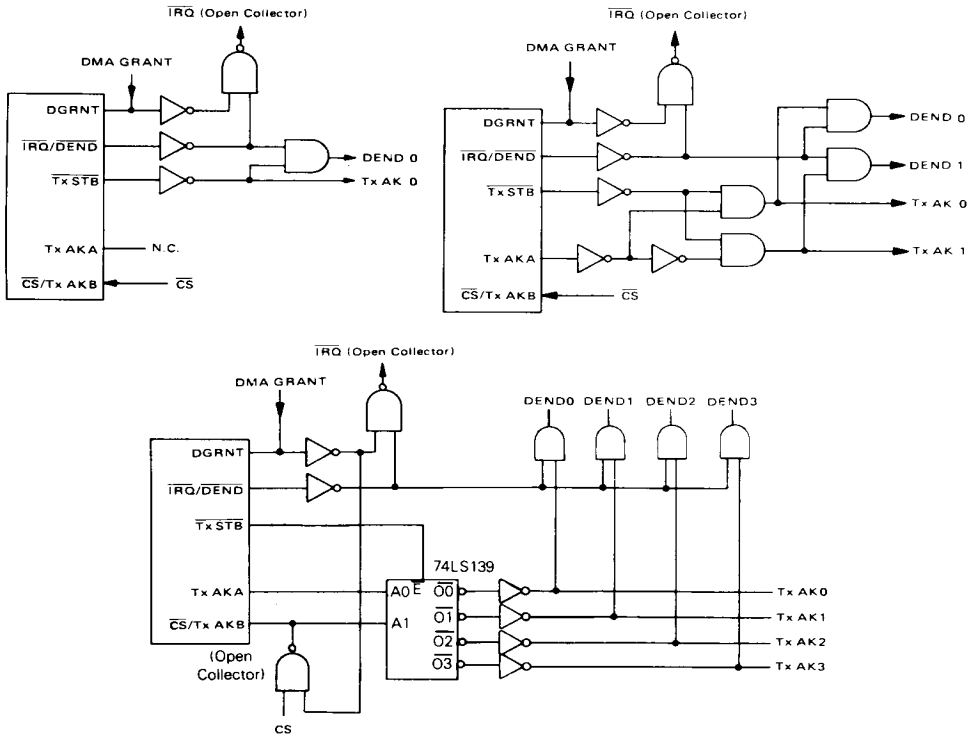 IRQ (Open Collector)
DMA GRANT
DGRNT
IRQ/DEND
DEND 0
Tx STB
Tx AK 0
Tx AKA
N.C.
CS/Tx AKB
CS
IRQ (Open Collector)
DMA GRANT
DGRNT
DEND 0
IRQ/DEND
DEND 1
Tx STB
Tx AK 0
Tx AKA
Tx AK 1
CS/Tx AKB
CS
IRQ (Open Collector)
DMA GRANT
DEND0 DEND1 DEND2 DEND3
DGRNT
IRQ/DEND
Tx STB
74LS139
Tx AKA
A0 E O0
Tx AK0
O1
Tx AK1
CS/Tx AKB
A1
O2
Tx AK2
(Open
Collector)
O3
Tx AK3
CS